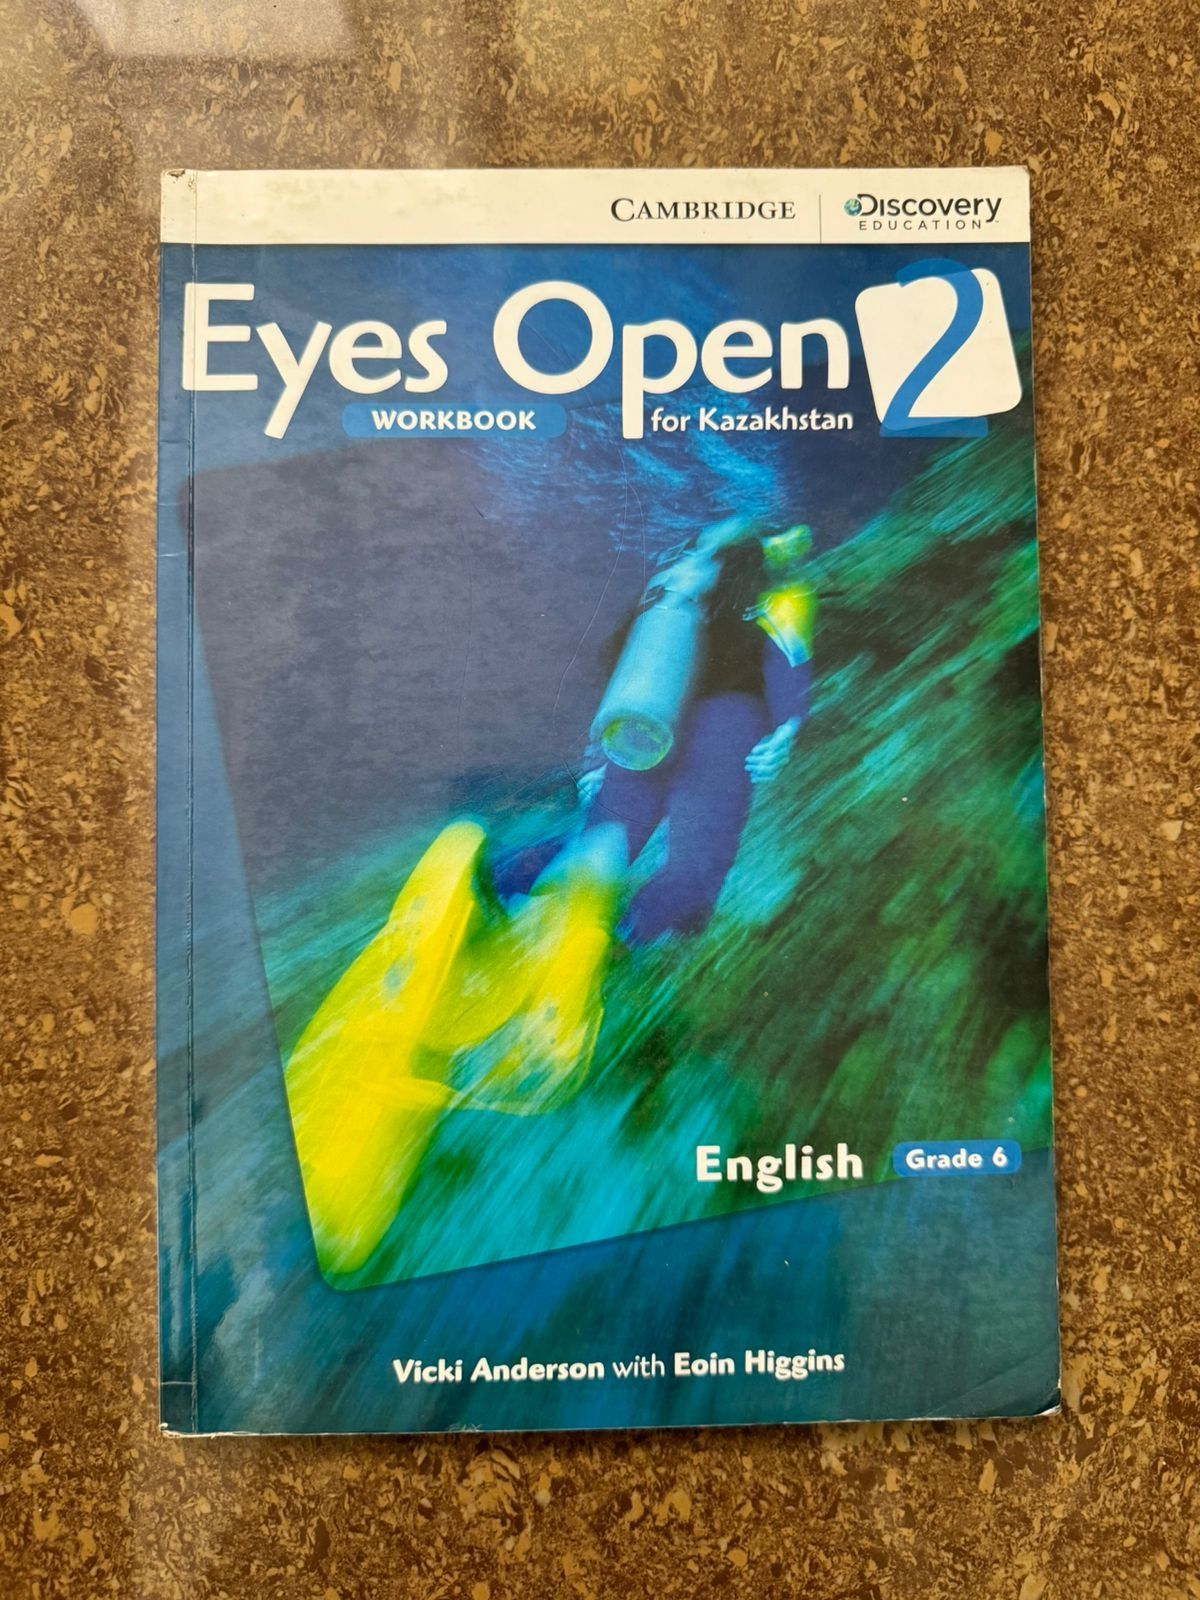 CAMBRIDGE
Discovery
EDUCATION
Eyes Open 2
WORKBOOK
for Kazakhstan
English
Grade 6
Vicki Anderson with Eoin Higgins